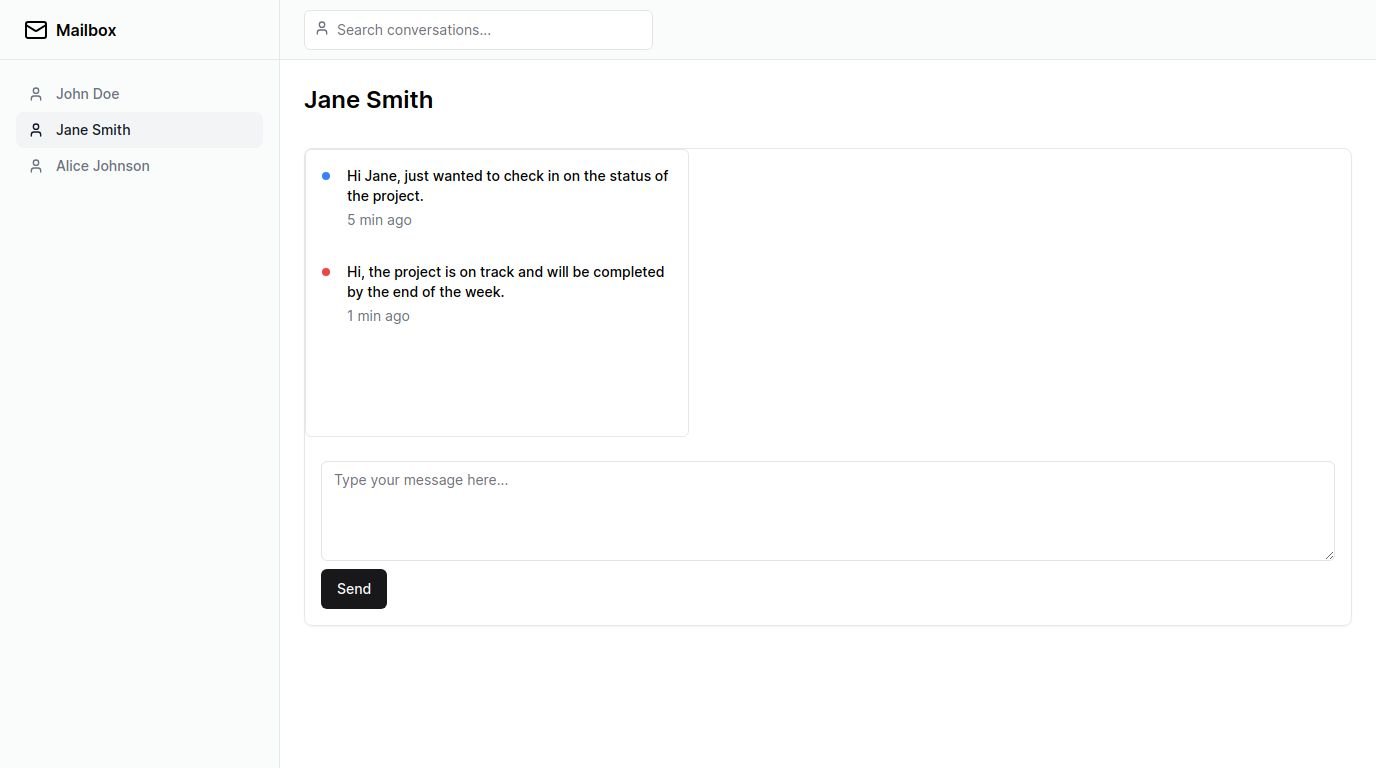 Mailbox
Search conversations...
John Doe
Jane Smith
Alice Johnson
Jane Smith
Hi Jane, just wanted to check in on the status of
the project.
5 min ago
Hi, the project is on track and will be completed
by the end of the week.
1 min ago
Type your message here...
Send